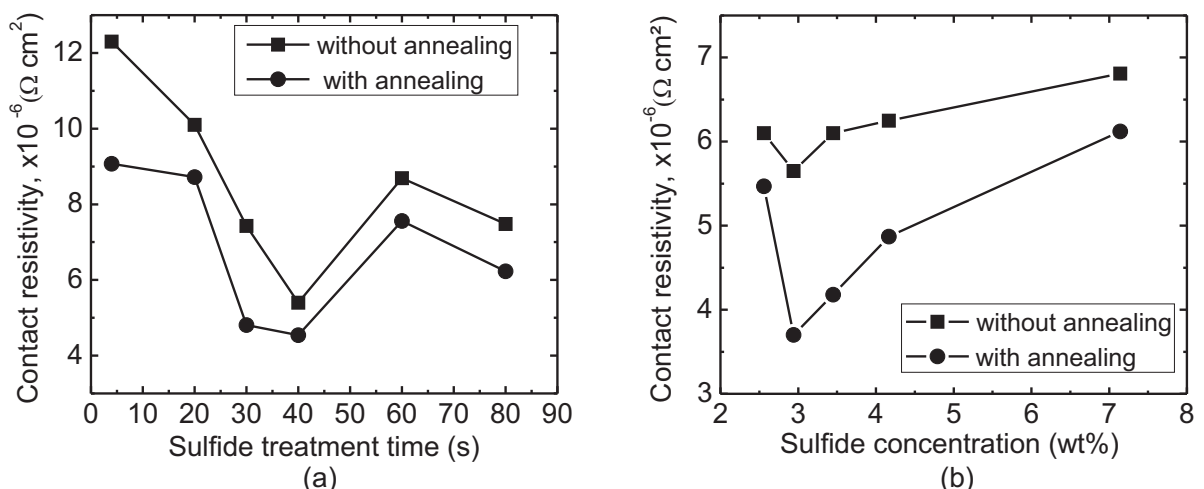 Contact resistivity, x10⁻⁶(Ω cm²)
12
10
8
6
4
without annealing
with annealing
0 10 20 30 40 50 60 70 80 90
Sulfide treatment time (s)
(a)
Contact resistivity, x10⁻⁶(Ω cm²)
7
6
5
4
3
without annealing
with annealing
2 3 4 5 6 7 8
Sulfide concentration (wt%)
(b)